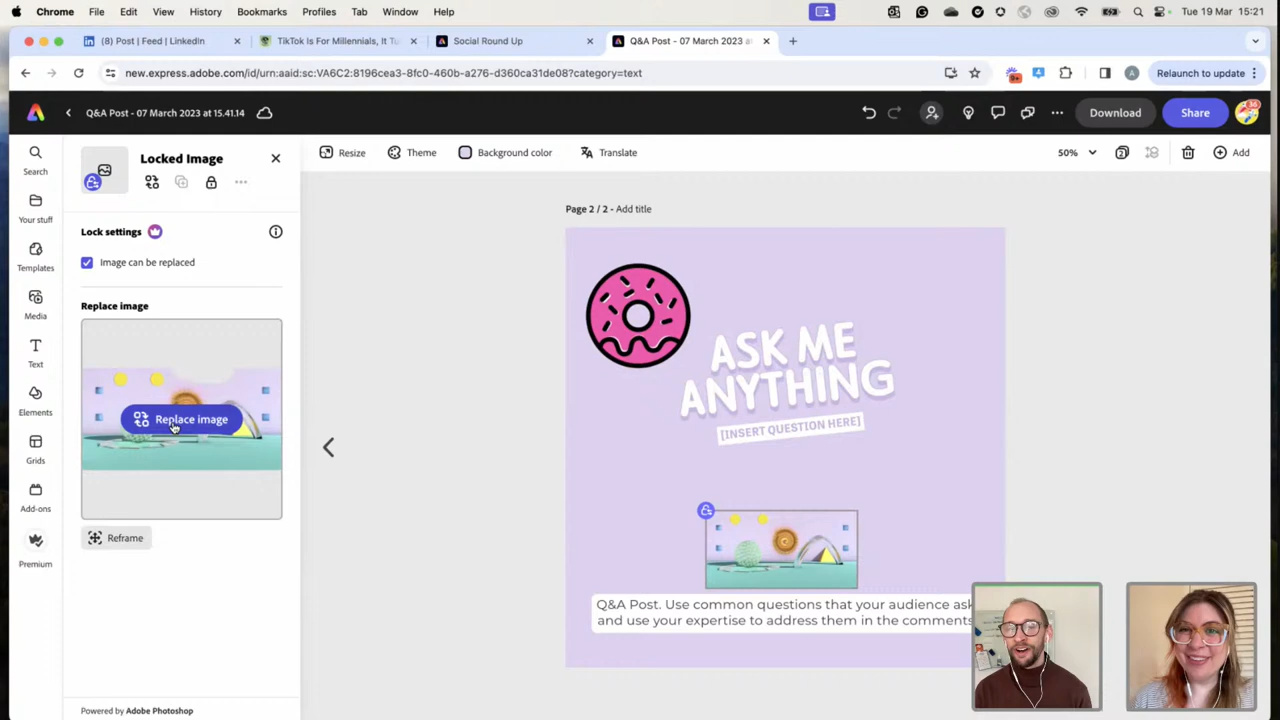 Chrome File Edit View History Bookmarks Profiles Tab Window Help Tue 19 Mar 15:21
(8) Post | Feed | LinkedIn TikTok Is For Millennials, It Tu Social Round Up Q&A Post - 07 March 2023 at
new.express.adobe.com/id/urn:aaid:sc:VA6C2:8196cea3-8fc0-460b-a276-d360ca31de08?category=text 9+ A Relaunch to update
Q&A Post - 07 March 2023 at 15.41.14 Download Share 30
Search
Your stuff
Templates
Media
Text
Elements
Grids
Add-ons
Premium
Locked Image
Lock settings
Image can be replaced
Replace image
Replace image
Reframe
Powered by Adobe Photoshop
Resize Theme Background color Translate 50% 2 Add
Page 2 / 2 - Add title
ASK ME
ANYTHING
[INSERT QUESTION HERE]
Q&A Post. Use common questions that your audience ask
and use your expertise to address them in the comments